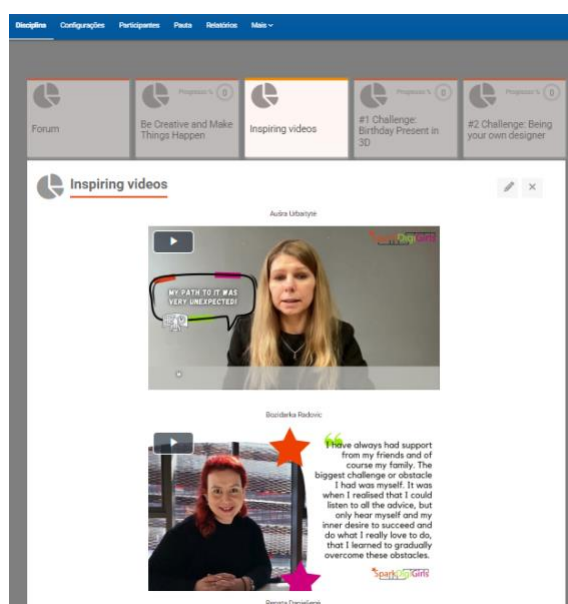 Disciplina Configurações Participantes Pauta Relatórios Mais
Forum
Progresso: % 0
Be Creative and Make
Things Happen
Inspiring videos
Progresso: % 0
#1 Challenge:
Birthday Present in
3D
Progresso: % 0
#2 Challenge: Being
your own designer
Inspiring videos
Aušra Urbaitytė
SparkDigiGirls
MY PATH TO IT WAS
VERY UNEXPECTED!
Bozidarka Radovic
I have always had support
from my friends and of
course my family. The
biggest challenge or obstacle
I had was myself. It was
when I realised that I could
listen to all the advice, but
only hear myself and my
inner desire to succeed and
do what I really love to do,
that I learned to gradually
overcome these obstacles.
SparkDigiGirls